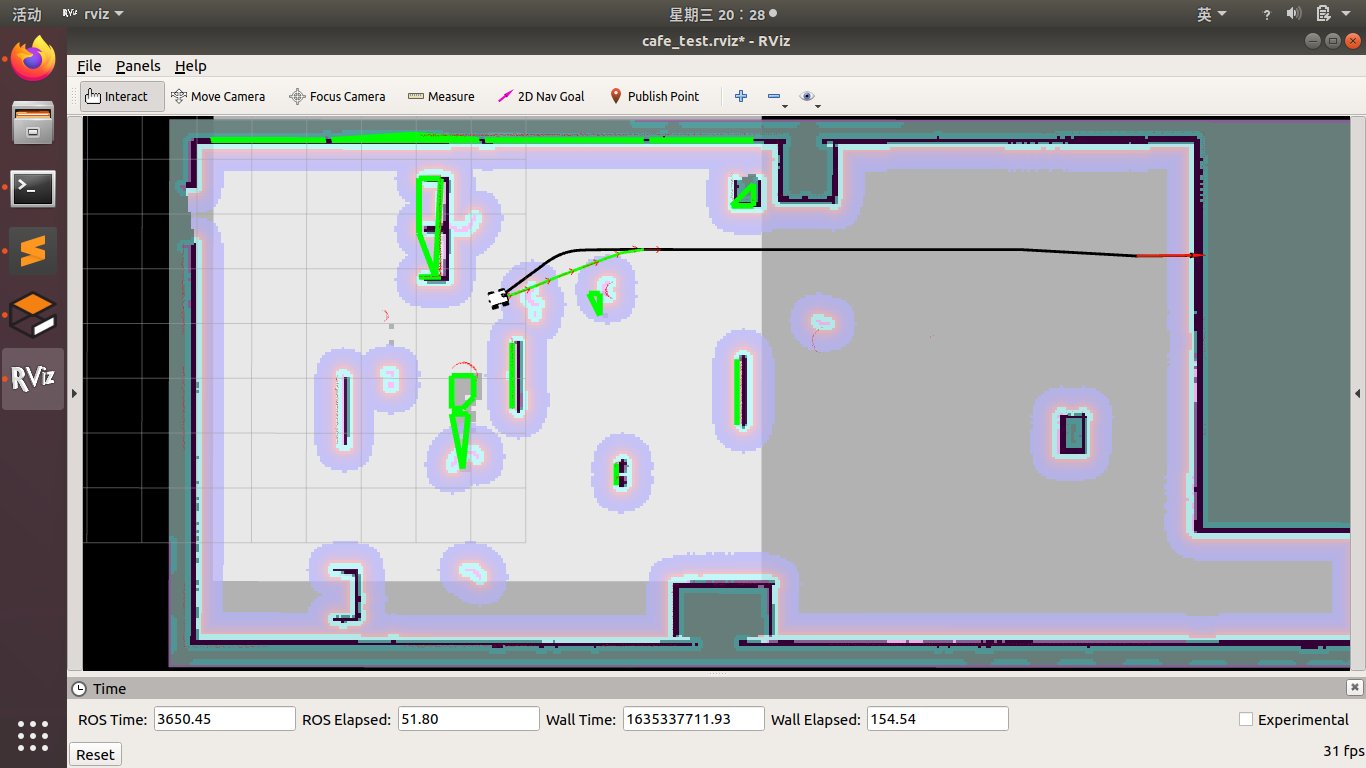 活动 rviz 星期三 20：28 英 ?
cafe_test.rviz* - RViz
File Panels Help
Interact Move Camera Focus Camera Measure 2D Nav Goal Publish Point
RViz
Time
ROS Time: 3650.45 ROS Elapsed: 51.80 Wall Time: 1635337711.93 Wall Elapsed: 154.54 Experimental
Reset 31 fps